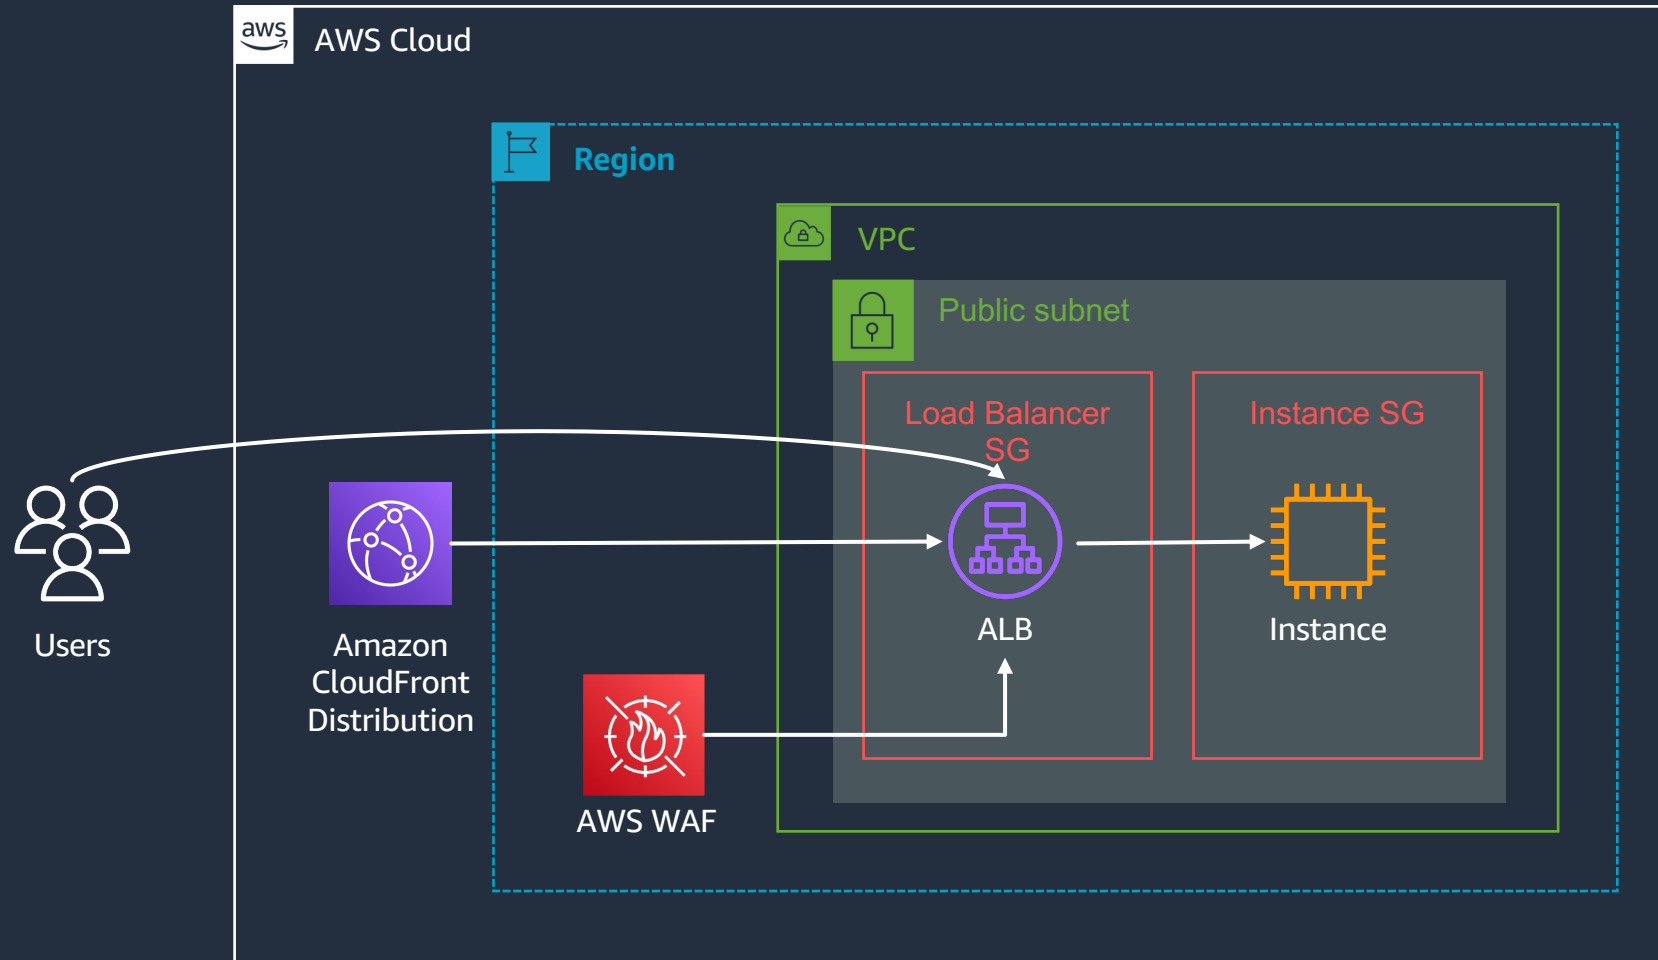 aws
AWS Cloud
Region
VPC
Public subnet
Load Balancer
SG
Instance SG
Users
Amazon
CloudFront
Distribution
ALB
Instance
AWS WAF